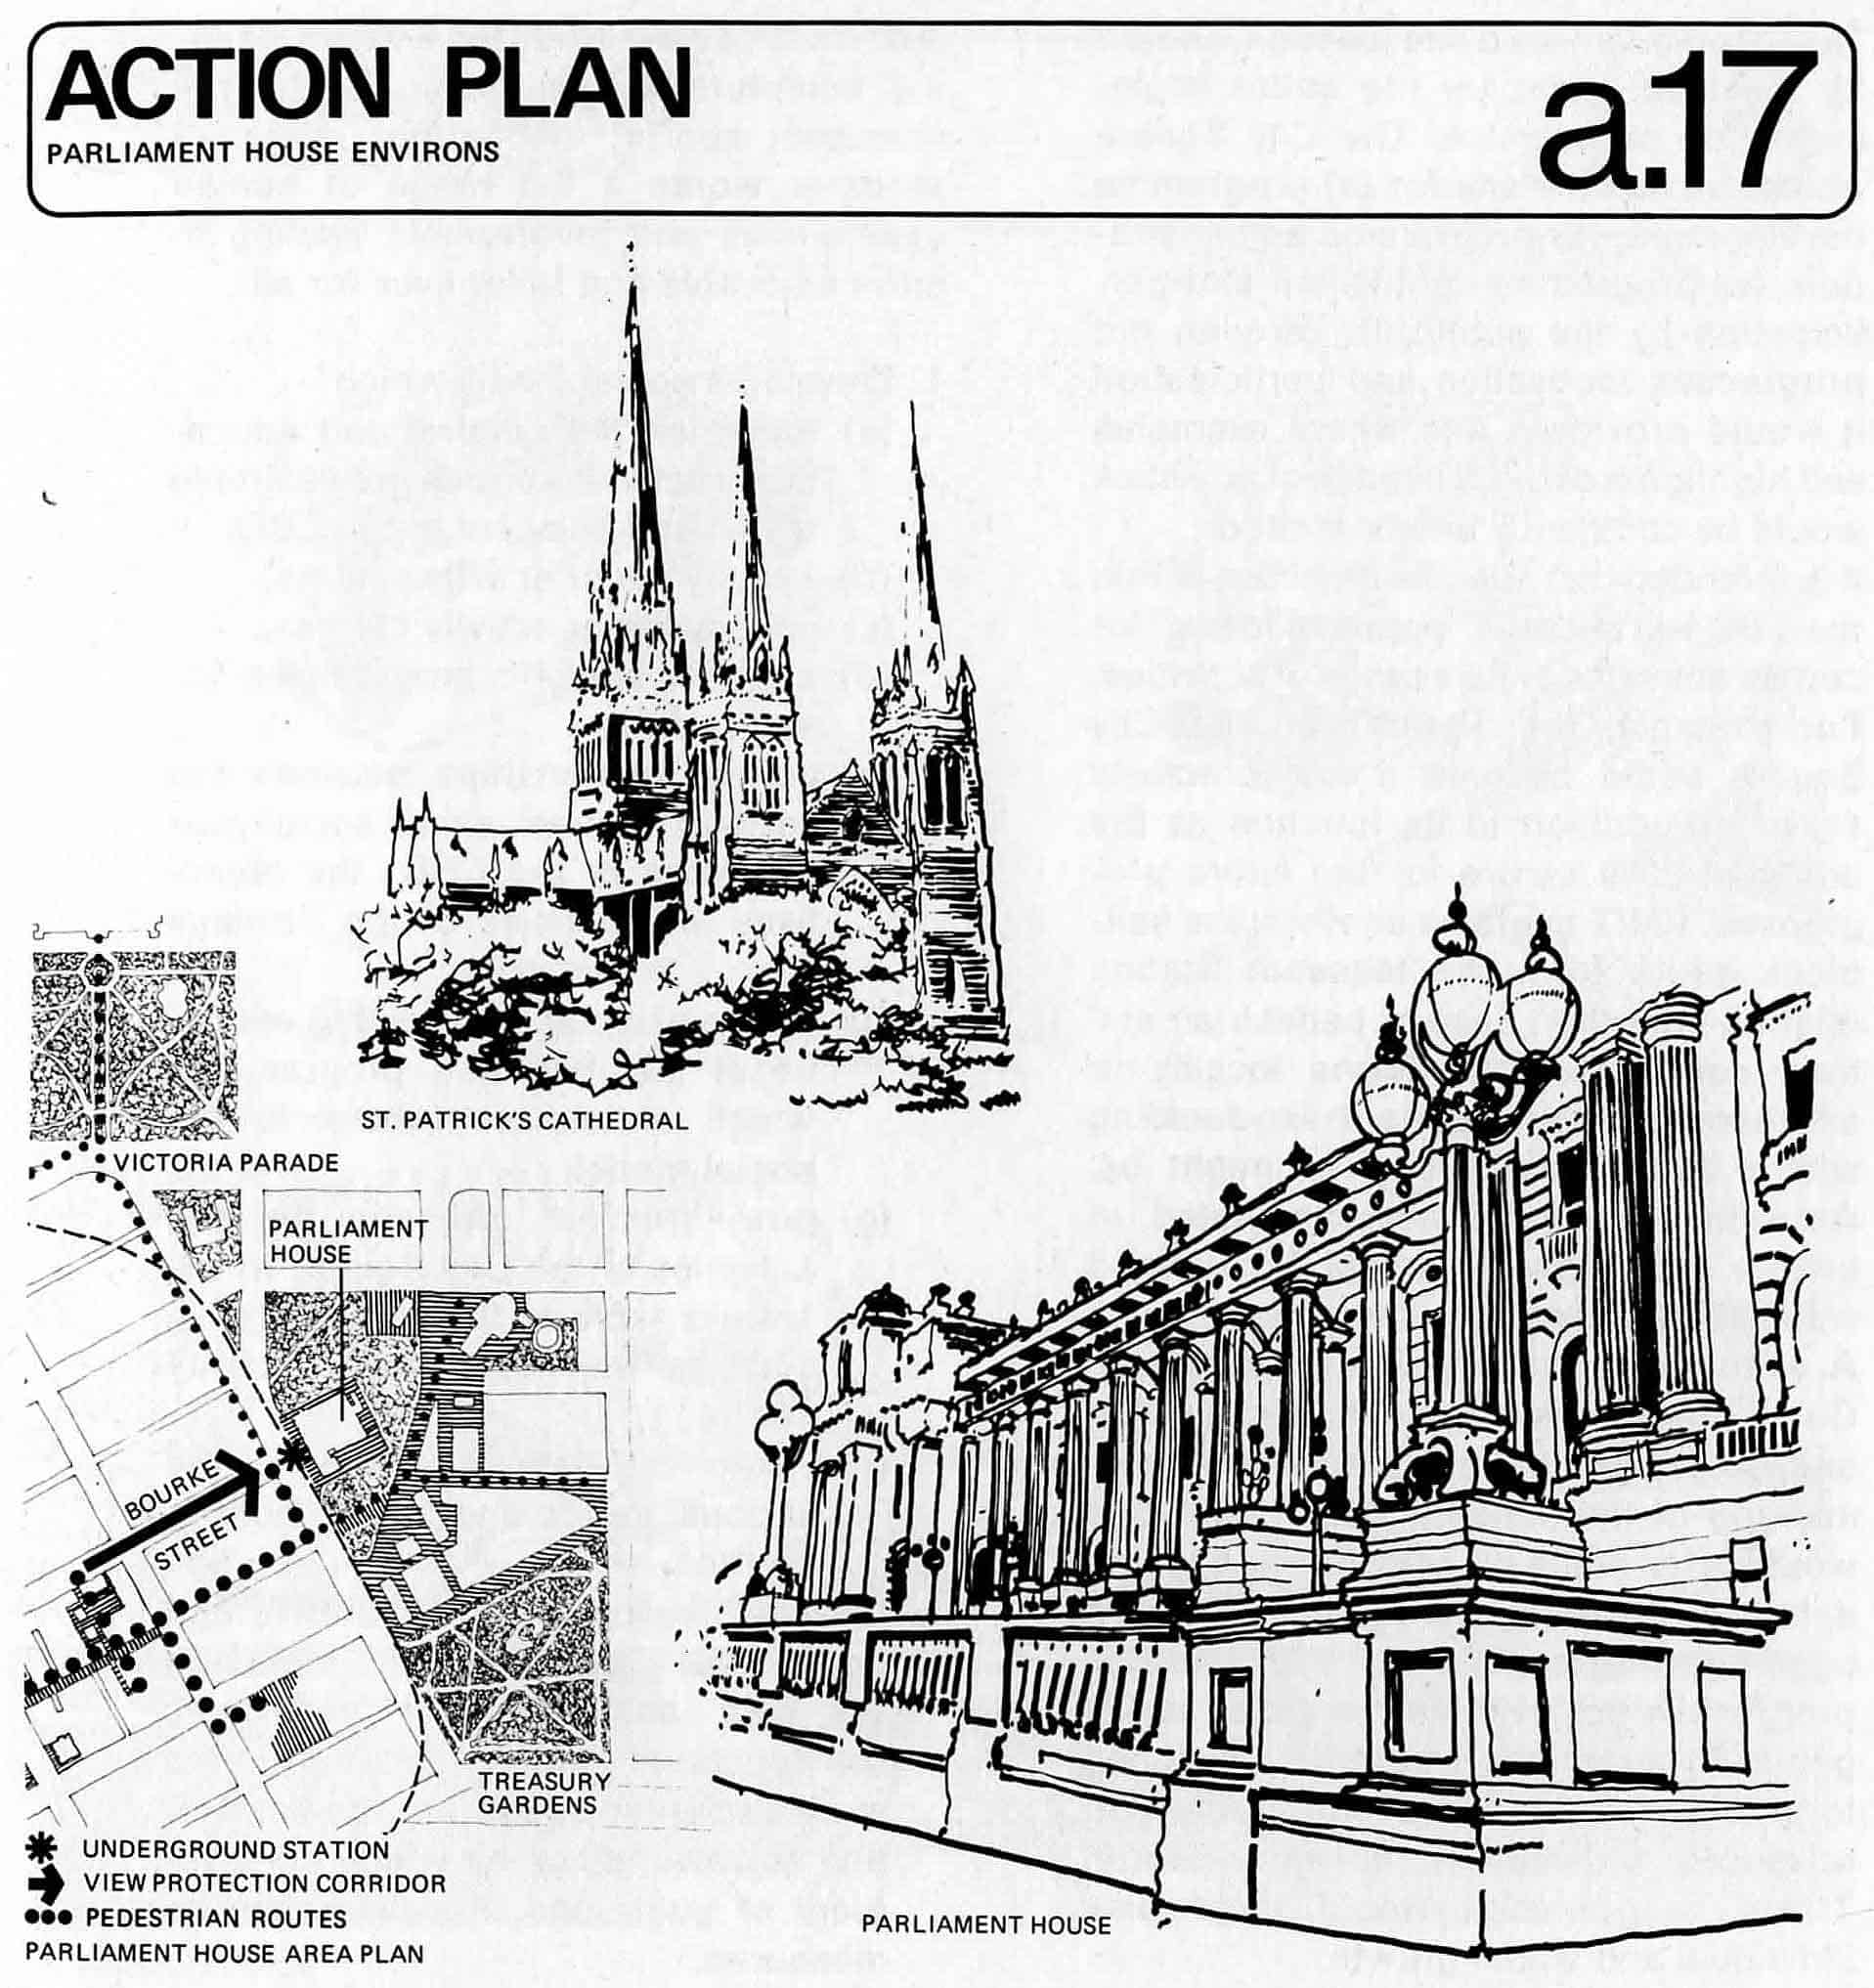 ACTION PLAN
PARLIAMENT HOUSE ENVIRONS
a.17
ST. PATRICK'S CATHEDRAL
VICTORIA PARADE
PARLIAMENT
HOUSE
BOURKE
STREET
TREASURY
GARDENS
UNDERGROUND STATION
VIEW PROTECTION CORRIDOR
PEDESTRIAN ROUTES
PARLIAMENT HOUSE AREA PLAN
PARLIAMENT HOUSE